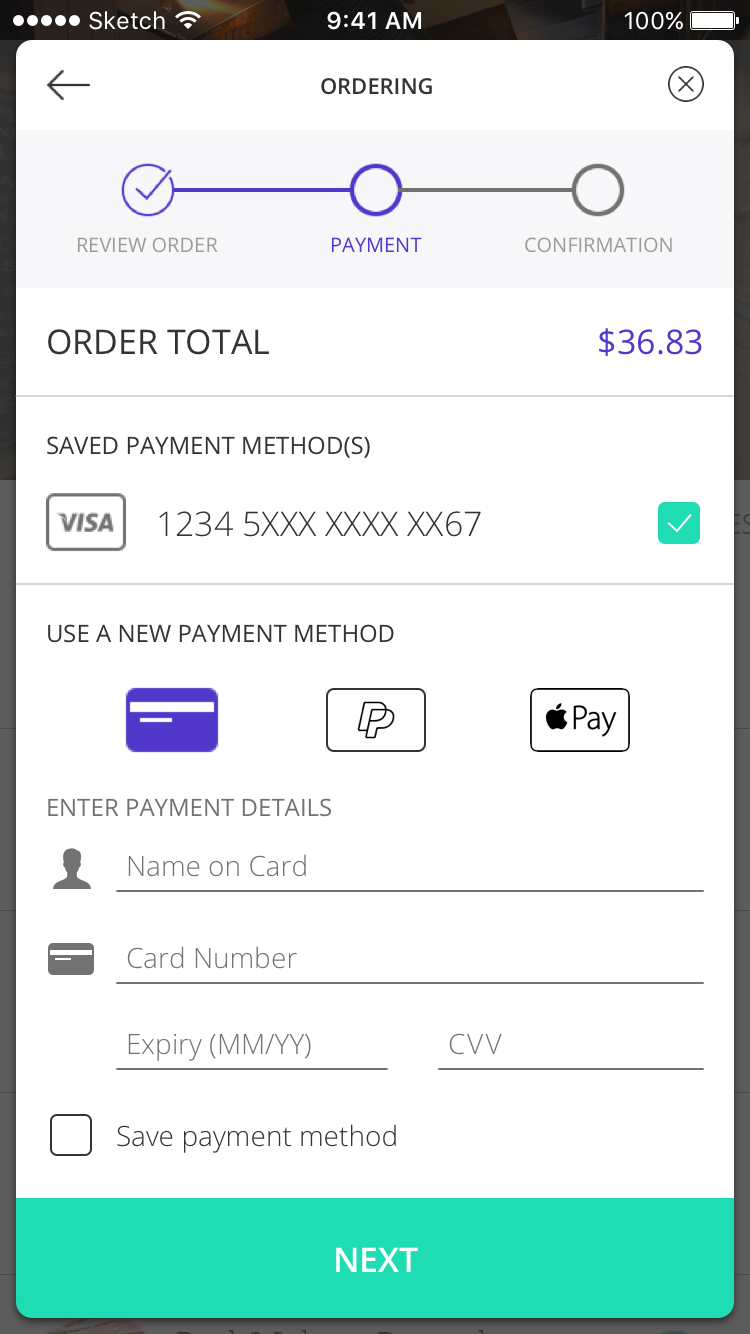 Sketch 9:41 AM 100%
ORDERING
REVIEW ORDER PAYMENT CONFIRMATION
ORDER TOTAL $36.83
SAVED PAYMENT METHOD(S)
VISA 1234 5XXX XXXX XX67
USE A NEW PAYMENT METHOD
Pay
ENTER PAYMENT DETAILS
Name on Card
Card Number
Expiry (MM/YY) CVV
Save payment method
NEXT